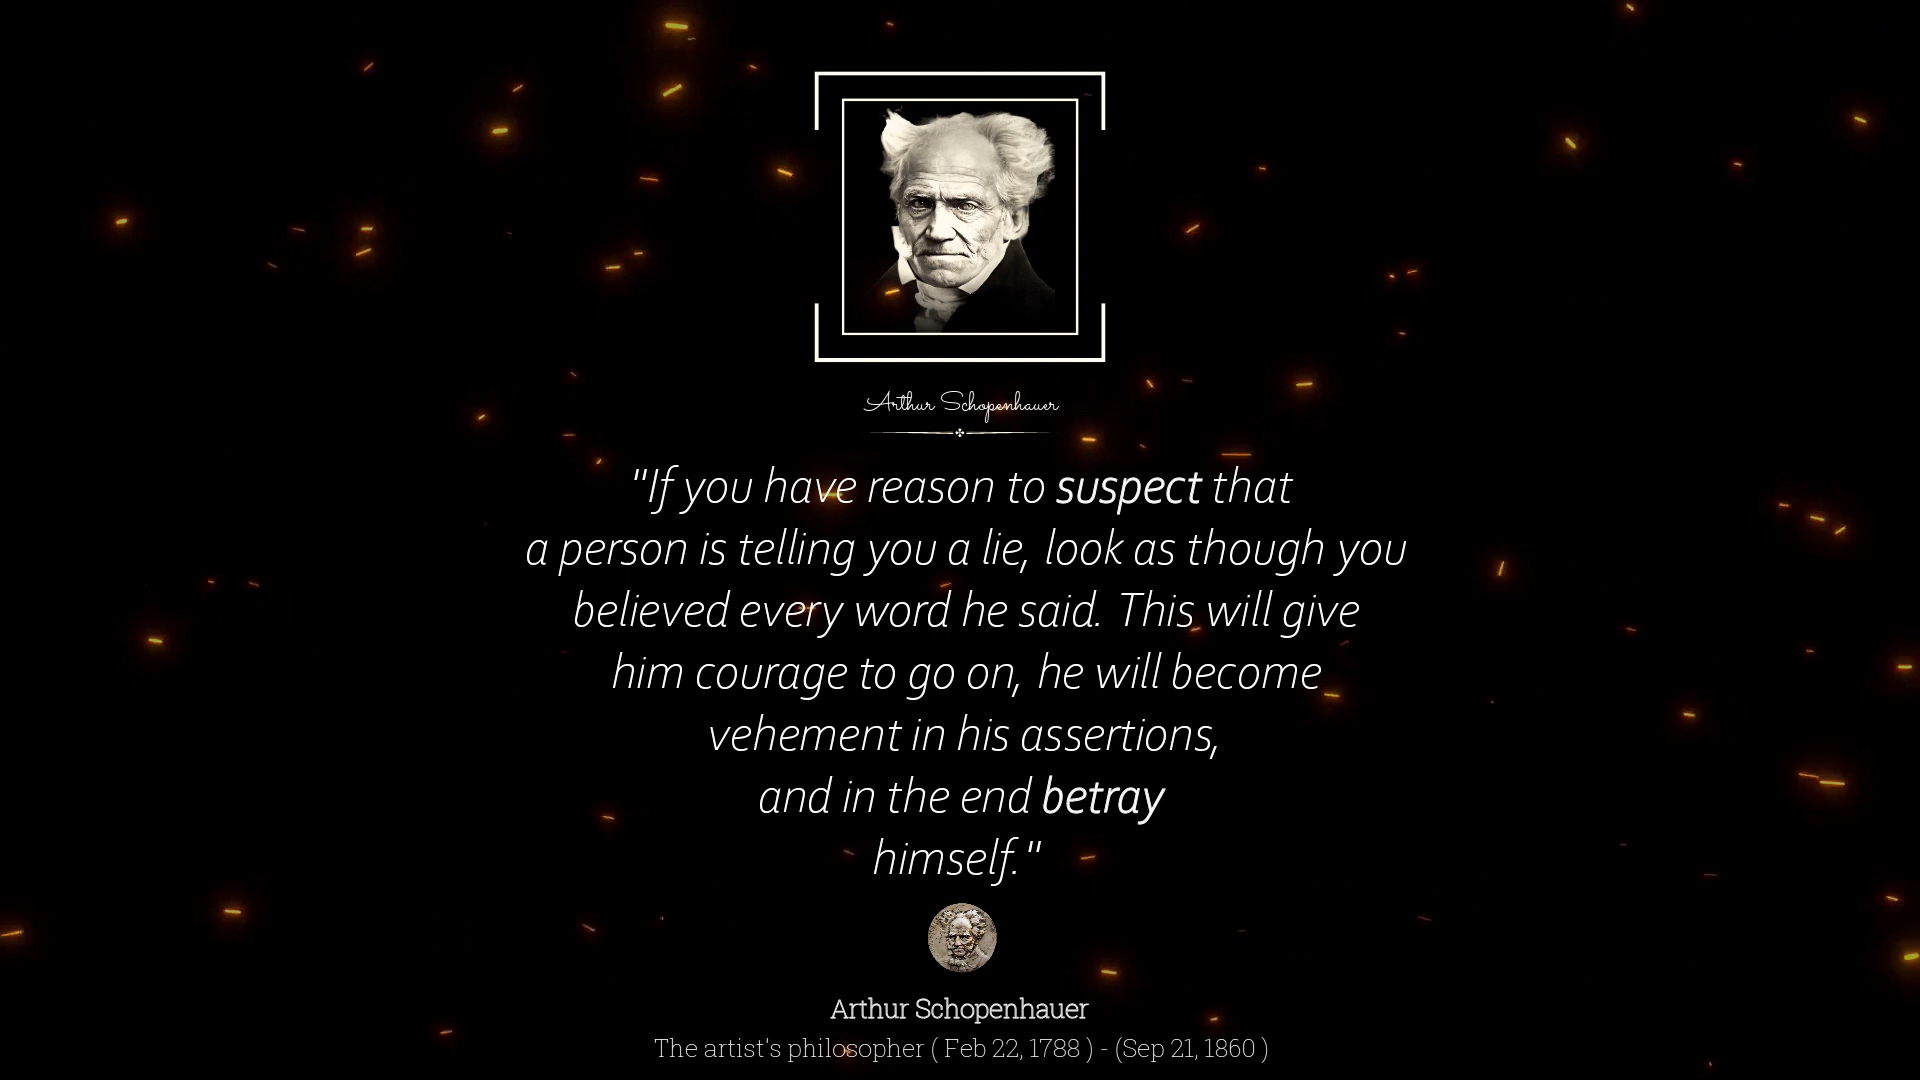 Arthur Schopenhauer
"If you have reason to suspect that
a person is telling you a lie, look as though you
believed every word he said. This will give
him courage to go on, he will become
vehement in his assertions,
and in the end betray
himself."
Arthur Schopenhauer
The artist's philosopher ( Feb 22, 1788 ) - (Sep 21, 1860 )